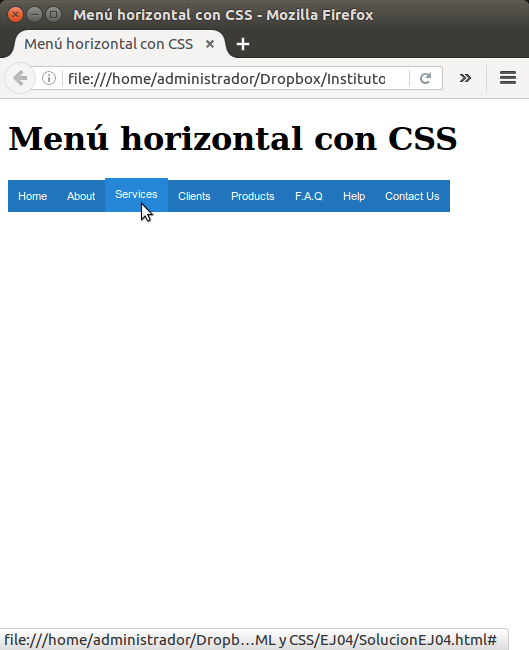 Menú horizontal con CSS - Mozilla Firefox
Menú horizontal con CSS
file:///home/administrador/Dropbox/Instituto
Menú horizontal con CSS
Home About Services Clients Products F.A.Q Help Contact Us
file:///home/administrador/Dropb…ML y CSS/EJ04/SolucionEJ04.html#